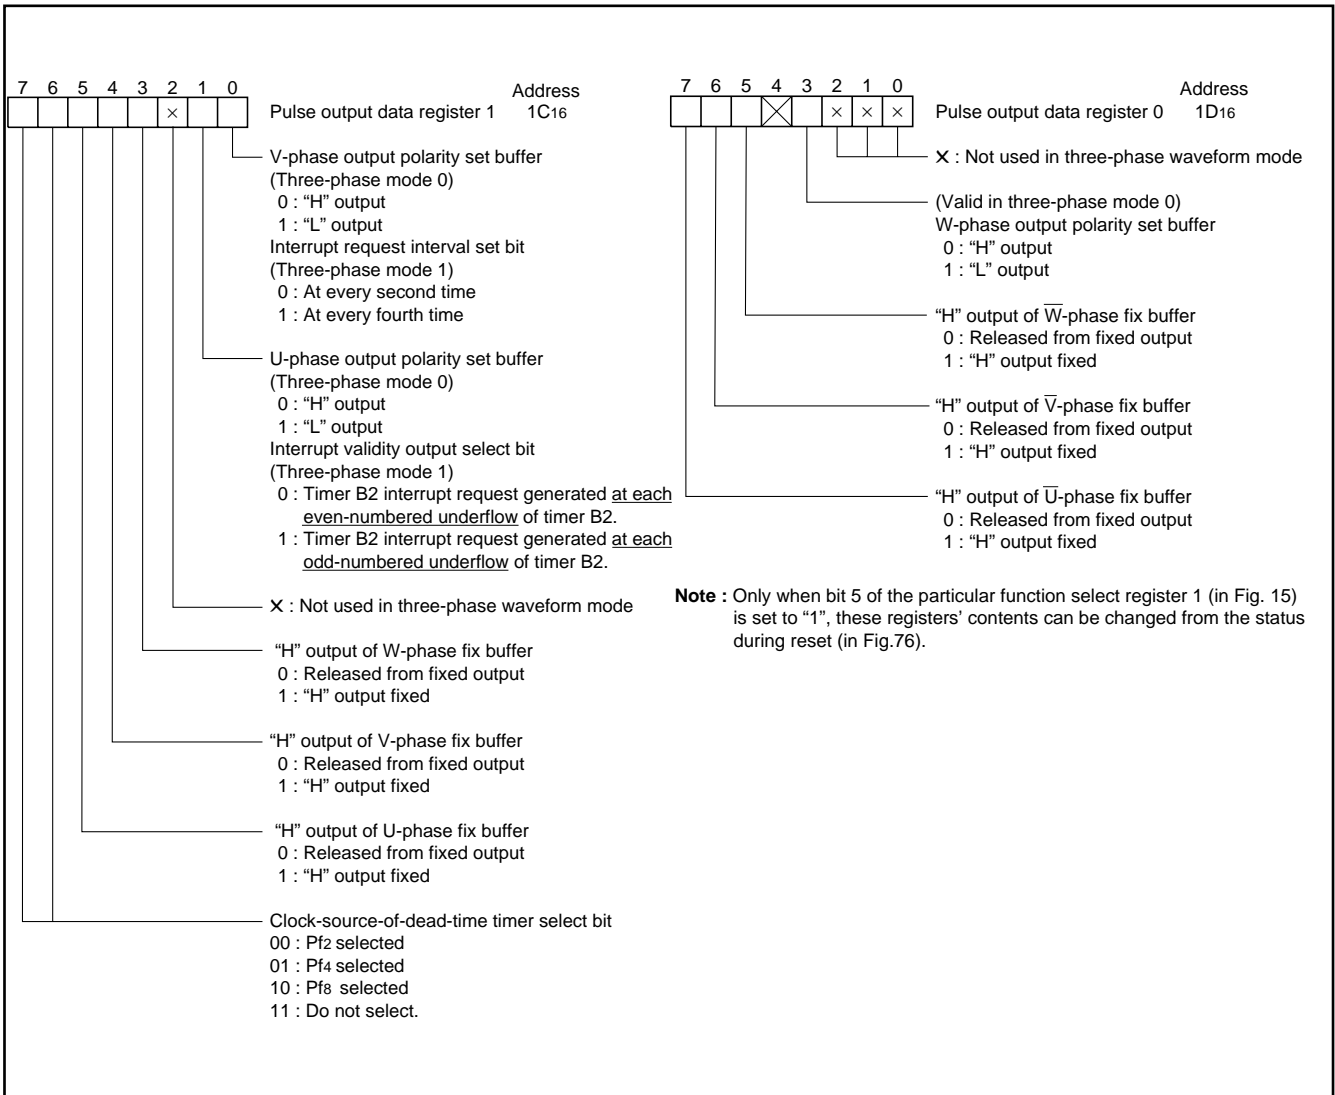 7 6 5 4 3 2 1 0
Address
×
Pulse output data register 1 1C16
V-phase output polarity set buffer
(Three-phase mode 0)
0 : “H” output
1 : “L” output
Interrupt request interval set bit
(Three-phase mode 1)
0 : At every second time
1 : At every fourth time
U-phase output polarity set buffer
(Three-phase mode 0)
0 : “H” output
1 : “L” output
Interrupt validity output select bit
(Three-phase mode 1)
0 : Timer B2 interrupt request generated at each
even-numbered underflow of timer B2.
1 : Timer B2 interrupt request generated at each
odd-numbered underflow of timer B2.
× : Not used in three-phase waveform mode
“H” output of W-phase fix buffer
0 : Released from fixed output
1 : “H” output fixed
“H” output of V-phase fix buffer
0 : Released from fixed output
1 : “H” output fixed
“H” output of U-phase fix buffer
0 : Released from fixed output
1 : “H” output fixed
Clock-source-of-dead-time timer select bit
00 : Pf2 selected
01 : Pf4 selected
10 : Pf8 selected
11 : Do not select.
7 6 5 4 3 2 1 0
Address
× × ×
Pulse output data register 0 1D16
× : Not used in three-phase waveform mode
(Valid in three-phase mode 0)
W-phase output polarity set buffer
0 : “H” output
1 : “L” output
“H” output of W̅-phase fix buffer
0 : Released from fixed output
1 : “H” output fixed
“H” output of V̅-phase fix buffer
0 : Released from fixed output
1 : “H” output fixed
“H” output of U̅-phase fix buffer
0 : Released from fixed output
1 : “H” output fixed
Note : Only when bit 5 of the particular function select register 1 (in Fig. 15)
is set to “1”, these registers’ contents can be changed from the status
during reset (in Fig.76).